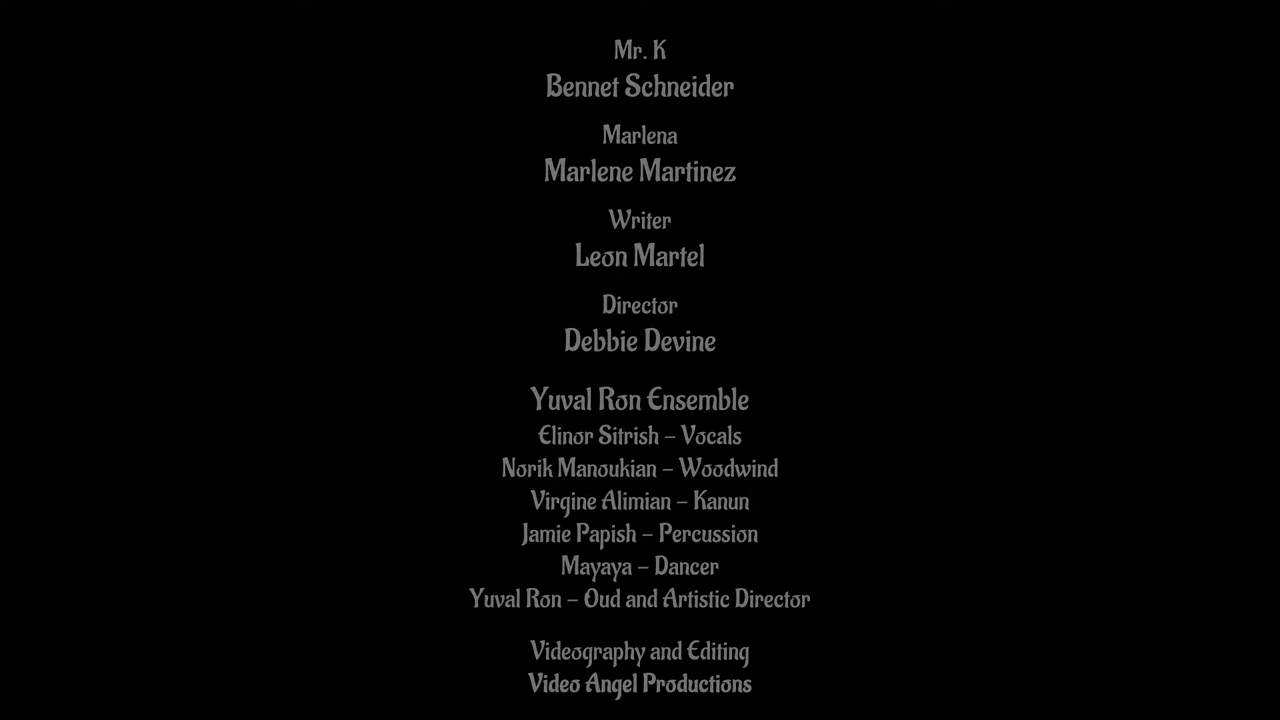 Mr. K
Bennet Schneider
Marlena
Marlene Martinez
Writer
Leon Martel
Director
Debbie Devine
Yuval Ron Ensemble
Elinor Sitrish – Vocals
Norik Manoukian – Woodwind
Virgine Alimian – Kanun
Jamie Papish – Percussion
Mayaya – Dancer
Yuval Ron – Oud and Artistic Director
Videography and Editing
Video Angel Productions